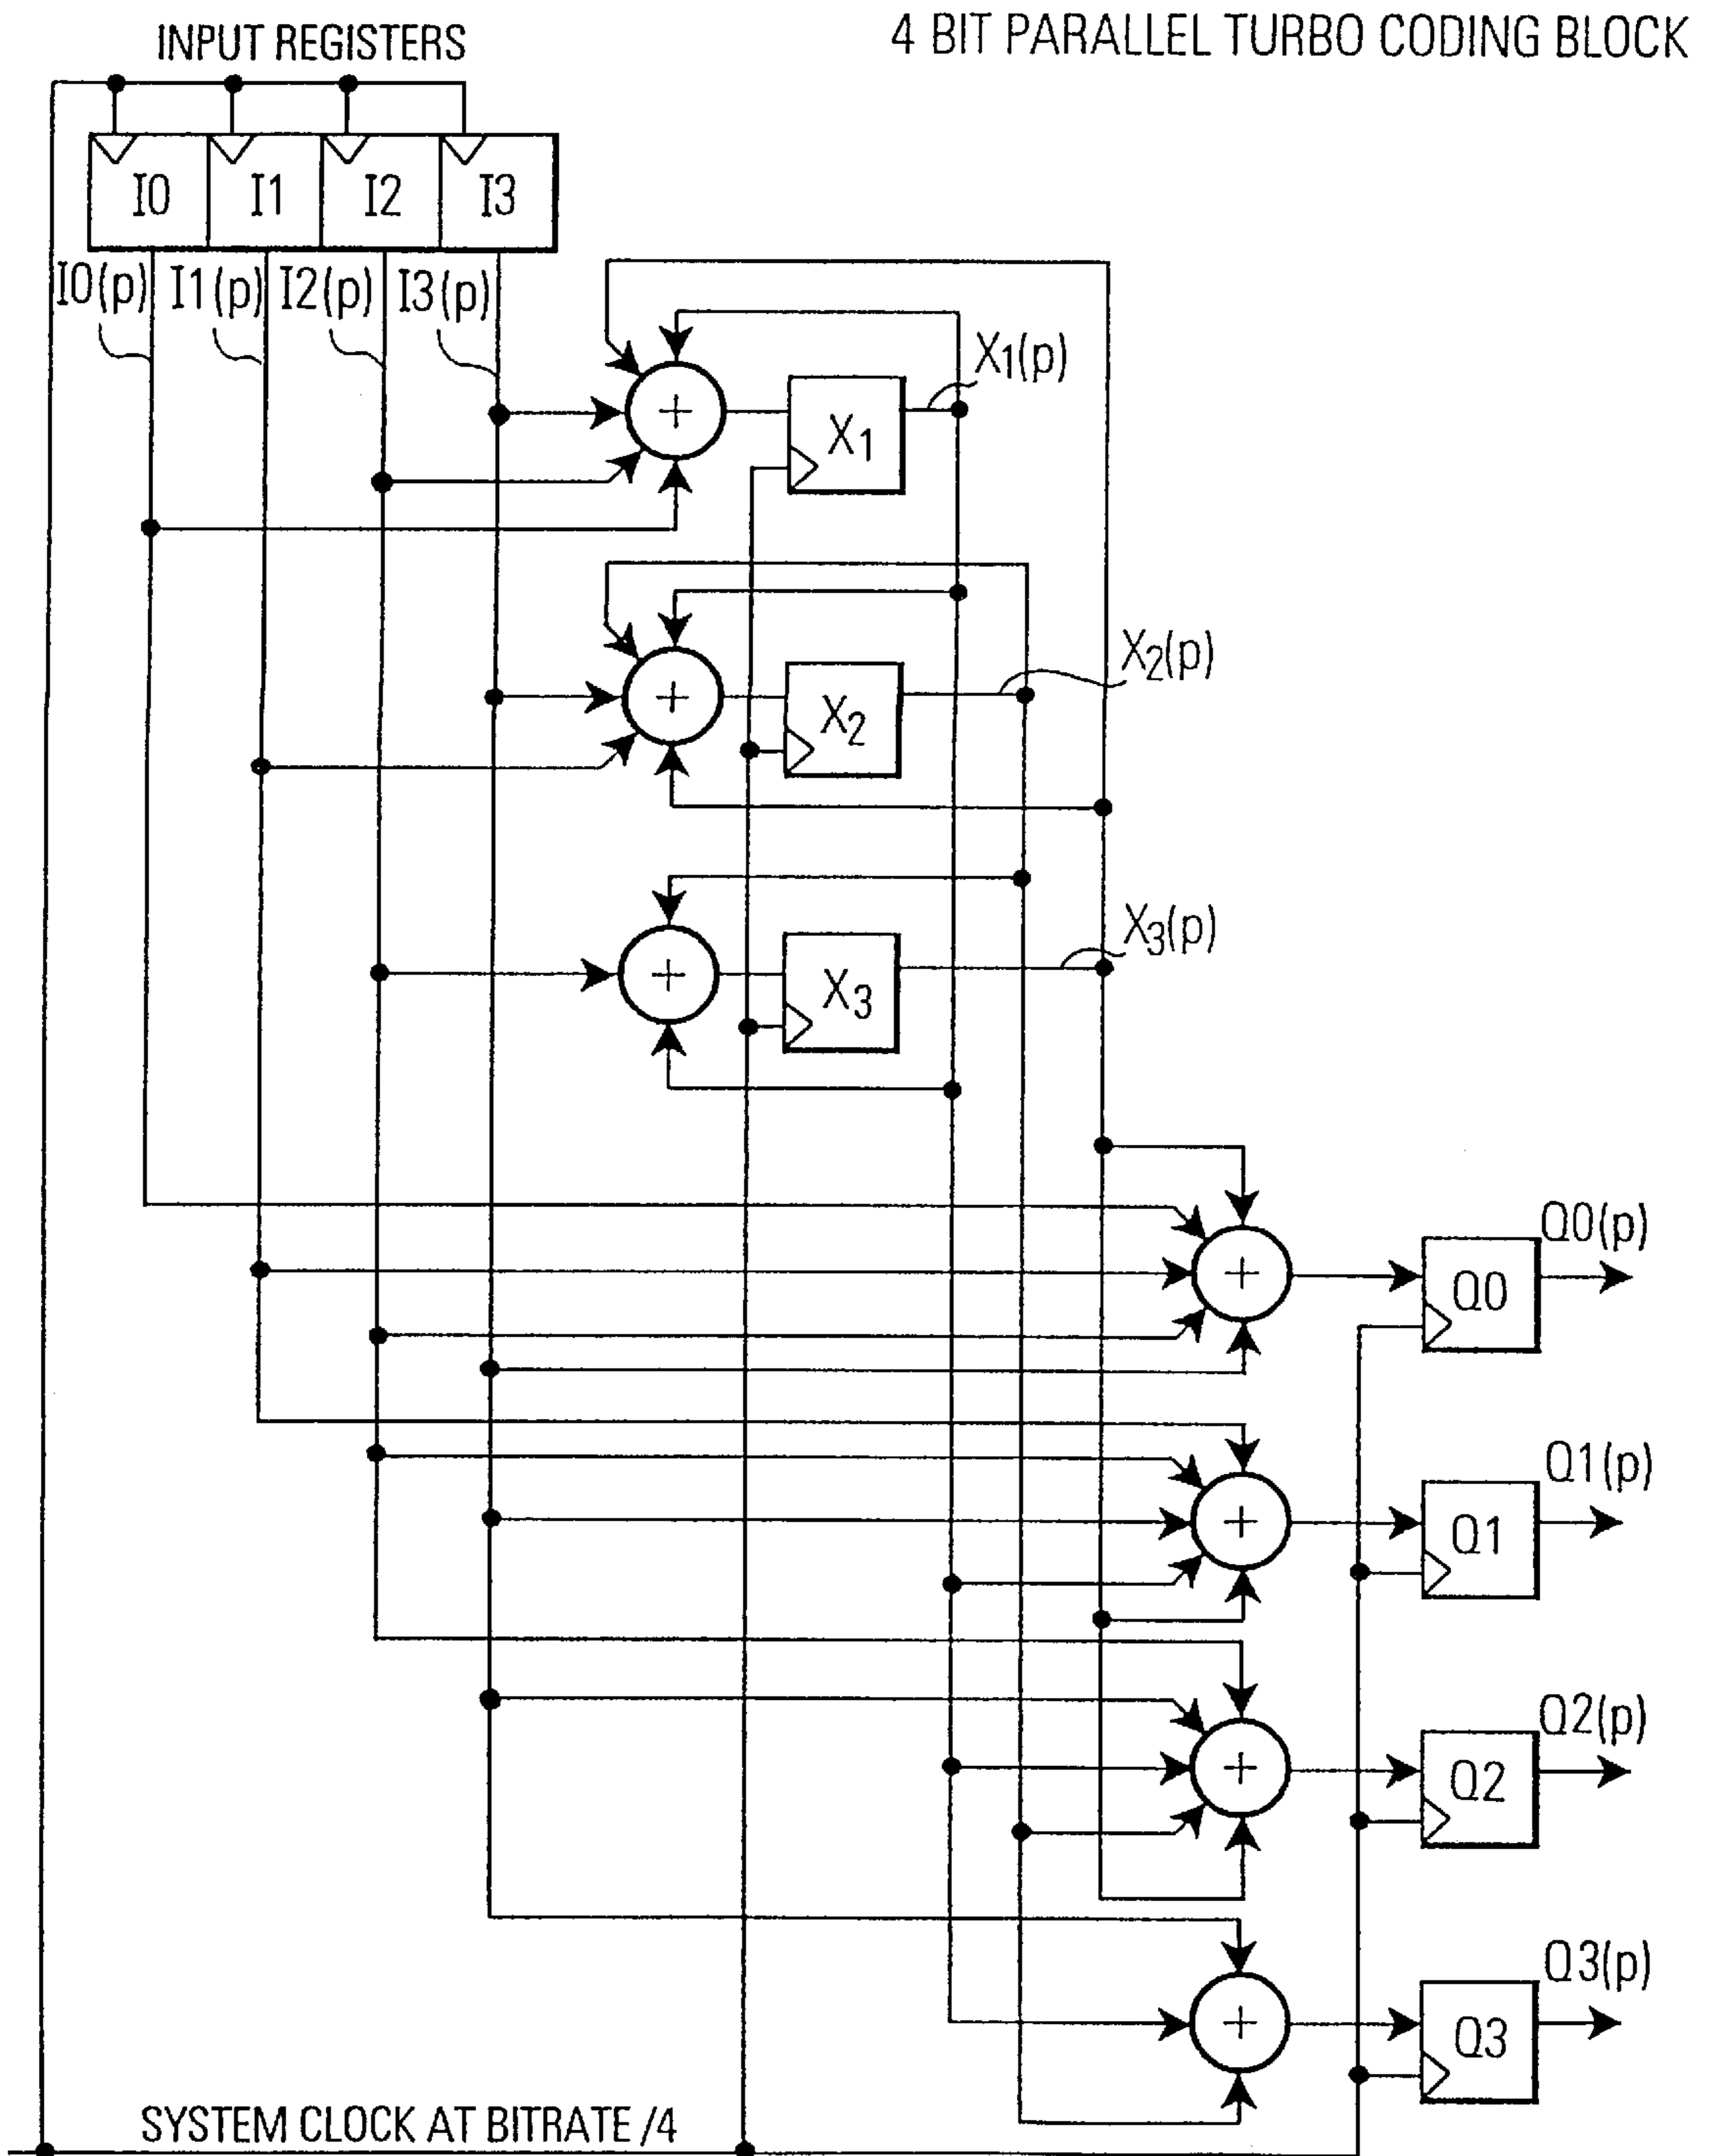 4 BIT PARALLEL TURBO CODING BLOCK
INPUT REGISTERS
I0 I1 I2 I3
I0(p) I1(p) I2(p) I3(p)
+ X1 X1(p)
+ X2 X2(p)
+ X3 X3(p)
+ Q0 Q0(p)
+ Q1 Q1(p)
+ Q2 Q2(p)
+ Q3 Q3(p)
SYSTEM CLOCK AT BITRATE /4